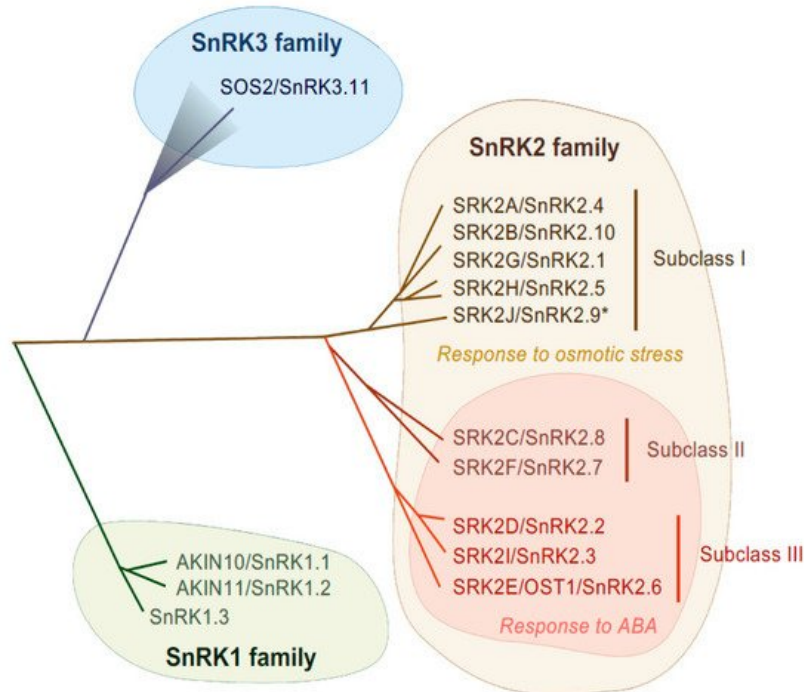 SnRK3 family
SOS2/SnRK3.11
SnRK2 family
SRK2A/SnRK2.4
SRK2B/SnRK2.10
SRK2G/SnRK2.1
SRK2H/SnRK2.5
SRK2J/SnRK2.9*
Subclass I
Response to osmotic stress
SRK2C/SnRK2.8
SRK2F/SnRK2.7
Subclass II
SRK2D/SnRK2.2
SRK2I/SnRK2.3
SRK2E/OST1/SnRK2.6
Subclass III
Response to ABA
AKIN10/SnRK1.1
AKIN11/SnRK1.2
SnRK1.3
SnRK1 family